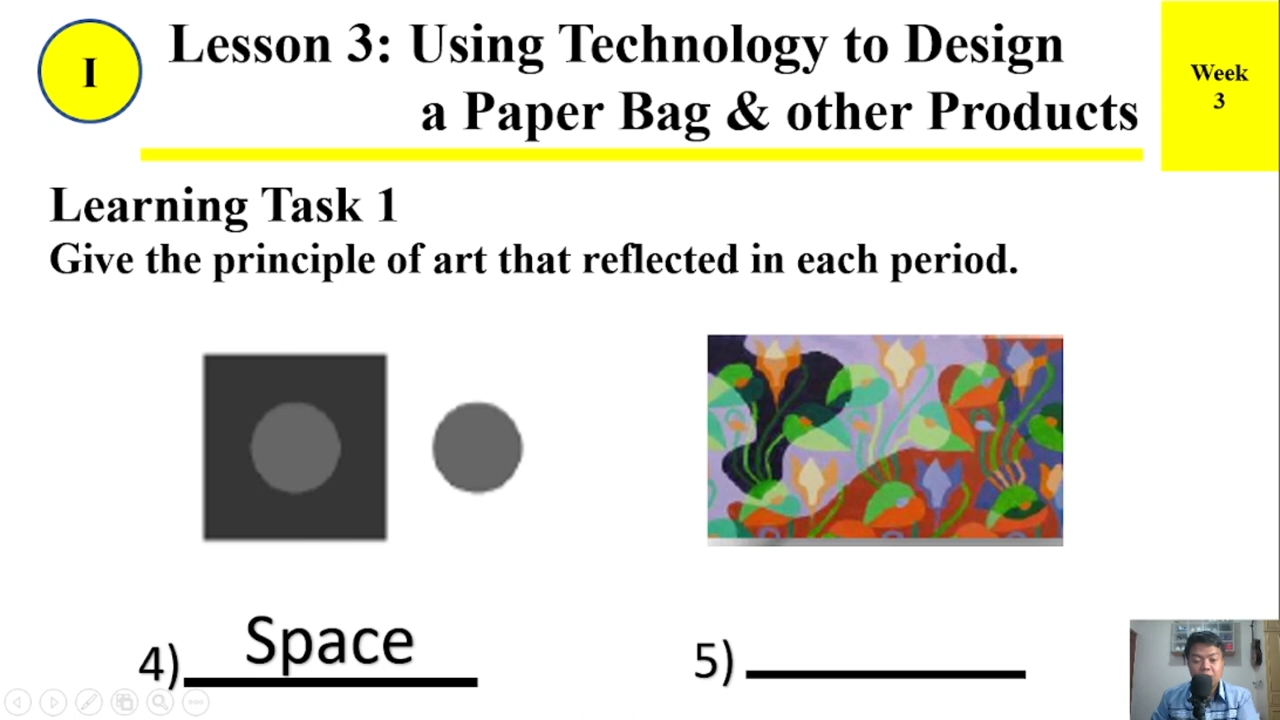 I
Lesson 3: Using Technology to Design
a Paper Bag & other Products
Week
3
Learning Task 1
Give the principle of art that reflected in each period.
4) Space
5)